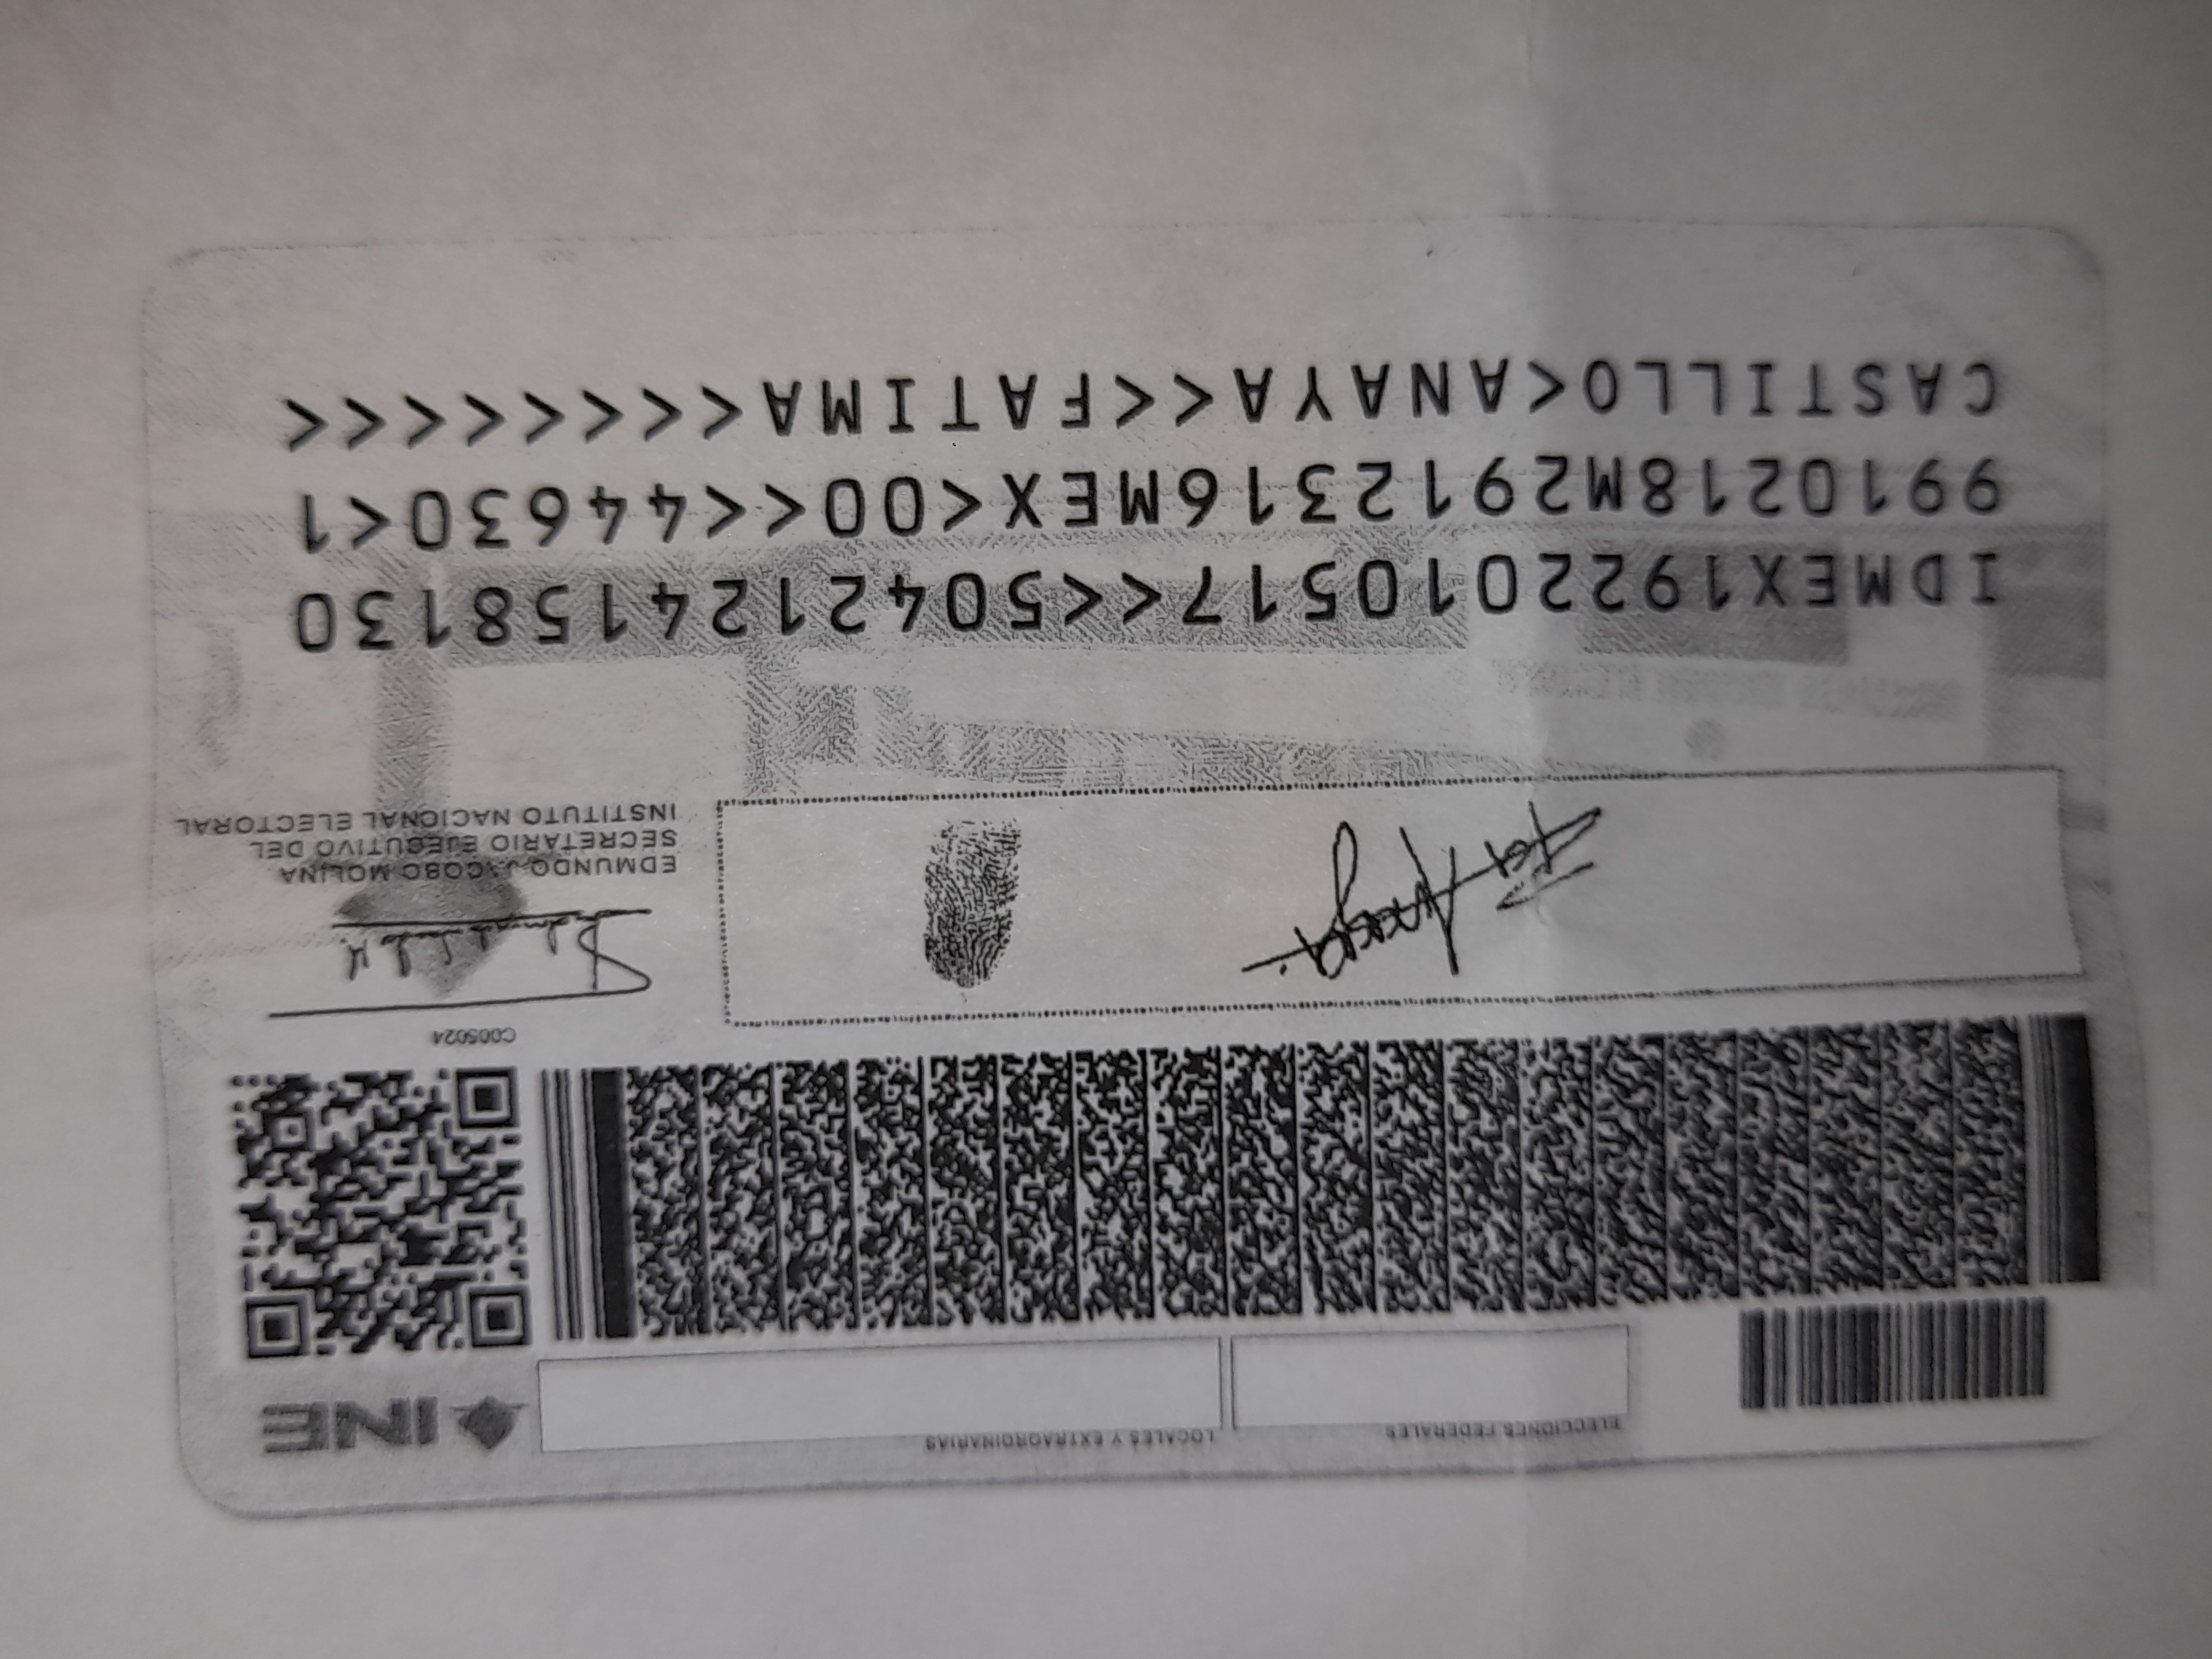 ELECCIONES FEDERALES
LOCALES Y EXTRAORDINARIAS
INE
C005024
EDMUNDO JACOBO MOLINA
SECRETARIO EJECUTIVO DEL
INSTITUTO NACIONAL ELECTORAL
IDMEX1922010517<<5042124158130
9910218M2912316MEX<00<<44630<1
CASTILLO<ANAYA<<FATIMA<<<<<<<<